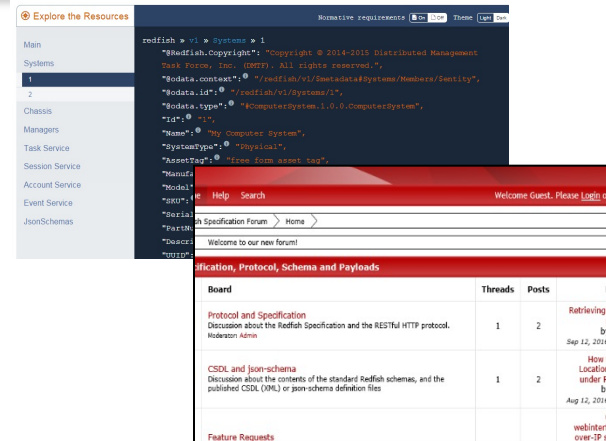 Explore the Resources
Normative requirements On Off Theme Light Dark
Main
Systems
1
2
Chassis
Managers
Task Service
Session Service
Account Service
Event Service
JsonSchemas
redfish » v1 » Systems » 1
"@Redfish.Copyright": "Copyright © 2014-2015 Distributed Management
Task Force, Inc. (DMTF). All rights reserved.",
"@odata.context": "/redfish/v1/$metadata#Systems/Members/$entity",
"@odata.id": "/redfish/v1/Systems/1",
"@odata.type": "#ComputerSystem.1.0.0.ComputerSystem",
"Id": "1",
"Name": "My Computer System",
"SystemType": "Physical",
"AssetTag": "free form asset tag",
"Manufa
"Model"
"SKU":
"Serial
"PartNu
"Descri
"UUID":
e Help Search
Welcome Guest. Please Login o
sh Specification Forum Home
Welcome to our new forum!
ification, Protocol, Schema and Payloads
Board Threads Posts
Protocol and Specification
Discussion about the Redfish Specification and the RESTful HTTP protocol.
Moderator: Admin
1 2
Retrieving
b
Sep 12, 2016
CSDL and json-schema
Discussion about the contents of the standard Redfish schemas, and the
published CSDL (XML) or json-schema definition files
1 2
How
Location
under R
b
Aug 12, 2016
Feature Requests
webinter
over-IP s